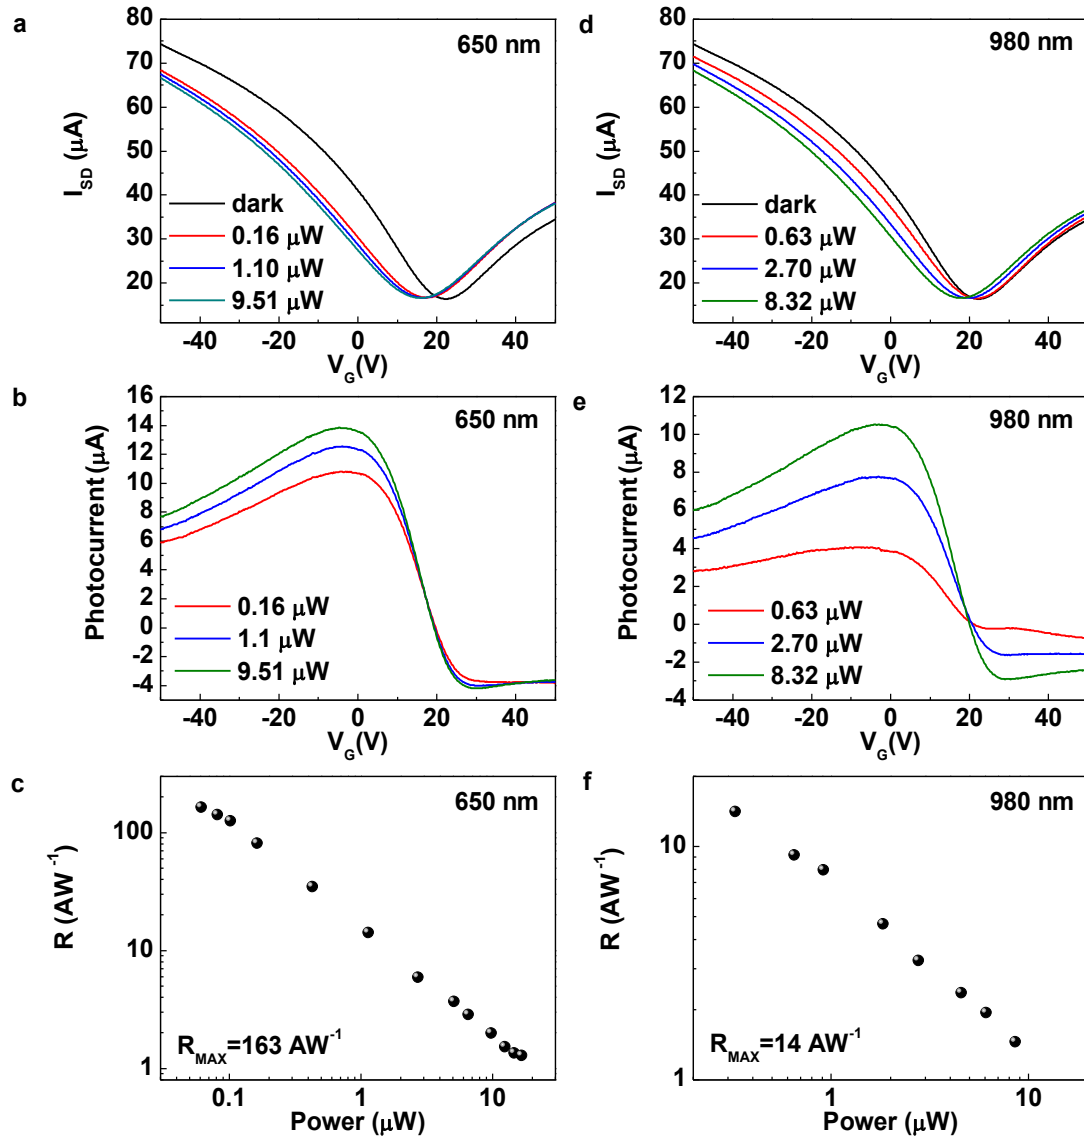 a
650 nm
80
70
60
50
40
30
20
I_SD (μA)
dark
0.16 μW
1.10 μW
9.51 μW
-40 -20 0 20 40
V_G(V)
d
980 nm
80
70
60
50
40
30
20
I_SD (μA)
dark
0.63 μW
2.70 μW
8.32 μW
-40 -20 0 20 40
V_G(V)
b
650 nm
16
14
12
10
8
6
4
2
0
-2
-4
Photocurrent (μA)
0.16 μW
1.1 μW
9.51 μW
-40 -20 0 20 40
V_G(V)
e
980 nm
12
10
8
6
4
2
0
-2
-4
Photocurrent (μA)
0.63 μW
2.70 μW
8.32 μW
-40 -20 0 20 40
V_G(V)
c
650 nm
100
10
1
R (AW⁻¹)
R_MAX=163 AW⁻¹
0.1 1 10
Power (μW)
f
980 nm
10
1
R (AW⁻¹)
R_MAX=14 AW⁻¹
1 10
Power (μW)